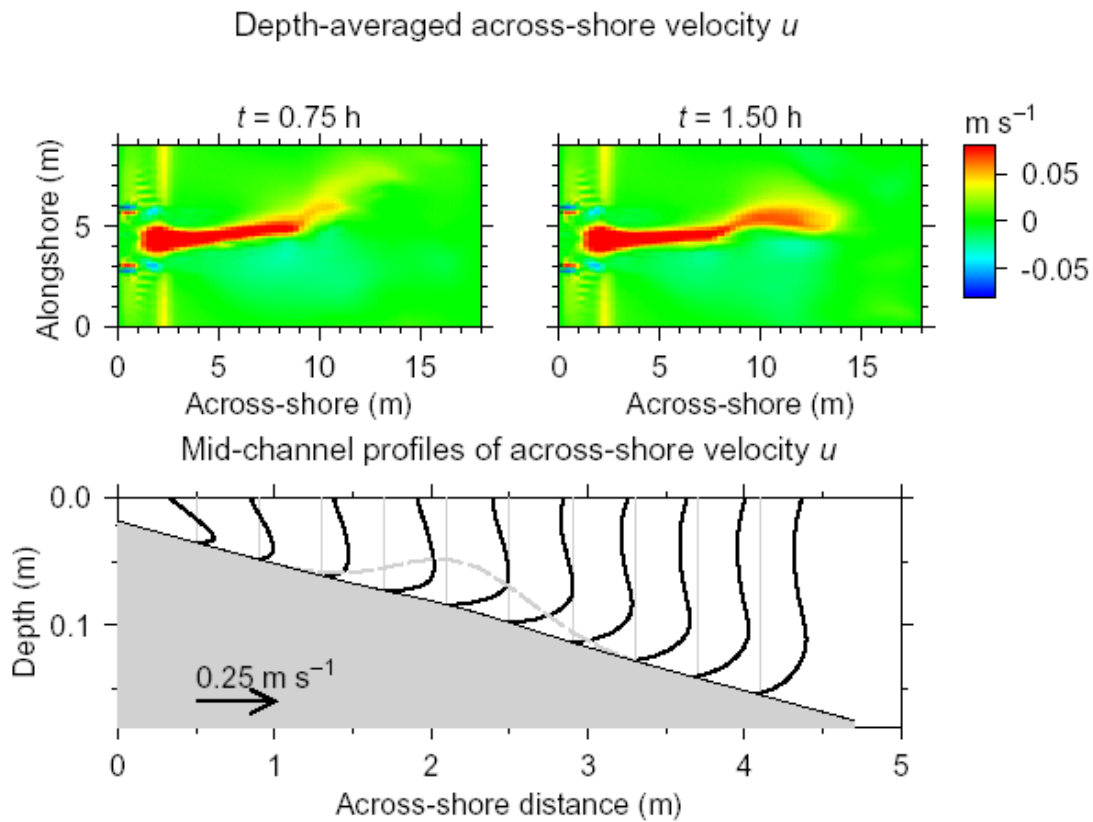 Depth-averaged across-shore velocity u
t = 0.75 h
t = 1.50 h
m s⁻¹
Alongshore (m)
5
0
0.05
0
-0.05
0 5 10 15
0 5 10 15
Across-shore (m)
Across-shore (m)
Mid-channel profiles of across-shore velocity u
Depth (m)
0.0
0.1
0.25 m s⁻¹
0 1 2 3 4 5
Across-shore distance (m)